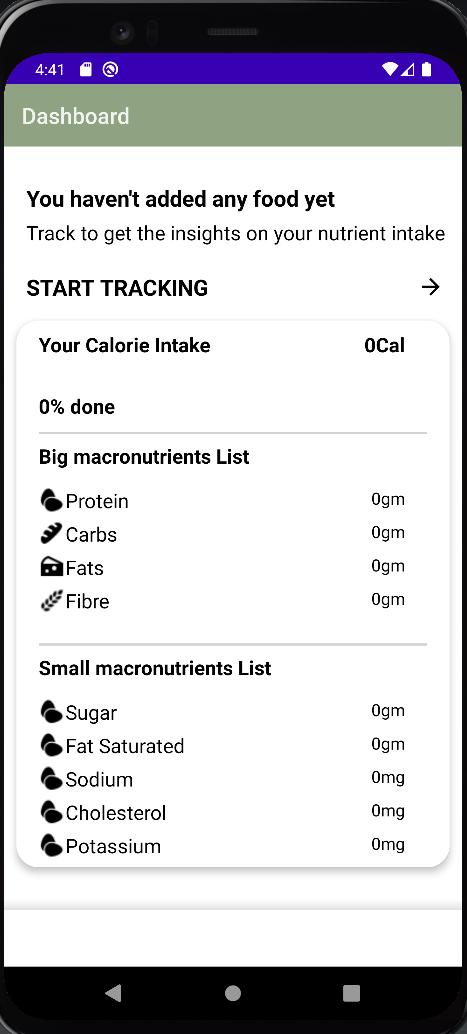 4:41
Dashboard
You haven't added any food yet
Track to get the insights on your nutrient intake
START TRACKING
Your Calorie Intake 0Cal
0% done
Big macronutrients List
Protein 0gm
Carbs 0gm
Fats 0gm
Fibre 0gm
Small macronutrients List
Sugar 0gm
Fat Saturated 0gm
Sodium 0mg
Cholesterol 0mg
Potassium 0mg